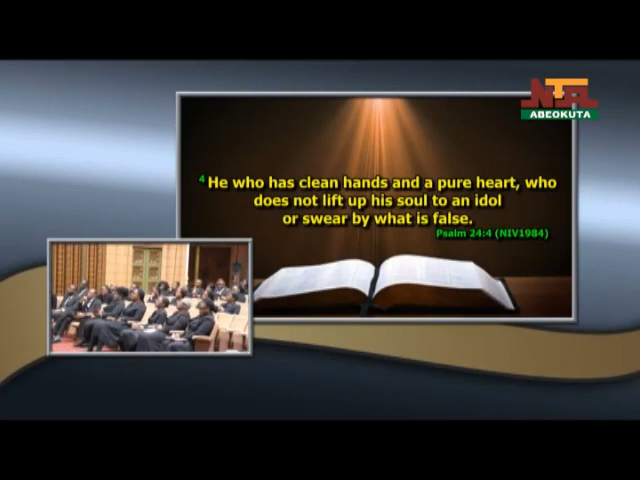 NTA
ABEOKUTA
4 He who has clean hands and a pure heart, who
does not lift up his soul to an idol
or swear by what is false.
Psalm 24:4 (NIV1984)